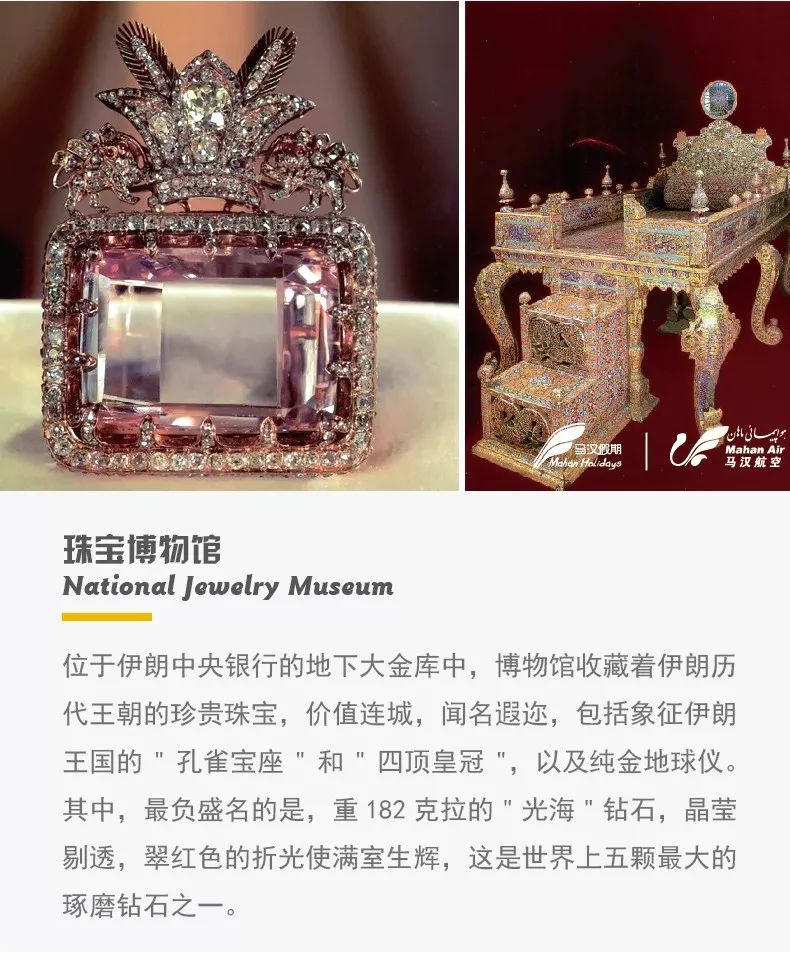 马汉假期
Mahan Holidays
هواپیمائی ماهان
Mahan Air
马汉航空
珠宝博物馆
National Jewelry Museum
位于伊朗中央银行的地下大金库中，博物馆收藏着伊朗历
代王朝的珍贵珠宝，价值连城，闻名遐迩，包括象征伊朗
王国的 " 孔雀宝座 " 和 " 四顶皇冠 "，以及纯金地球仪。
其中，最负盛名的是，重 182 克拉的 " 光海 " 钻石，晶莹
剔透，翠红色的折光使满室生辉，这是世界上五颗最大的
琢磨钻石之一。